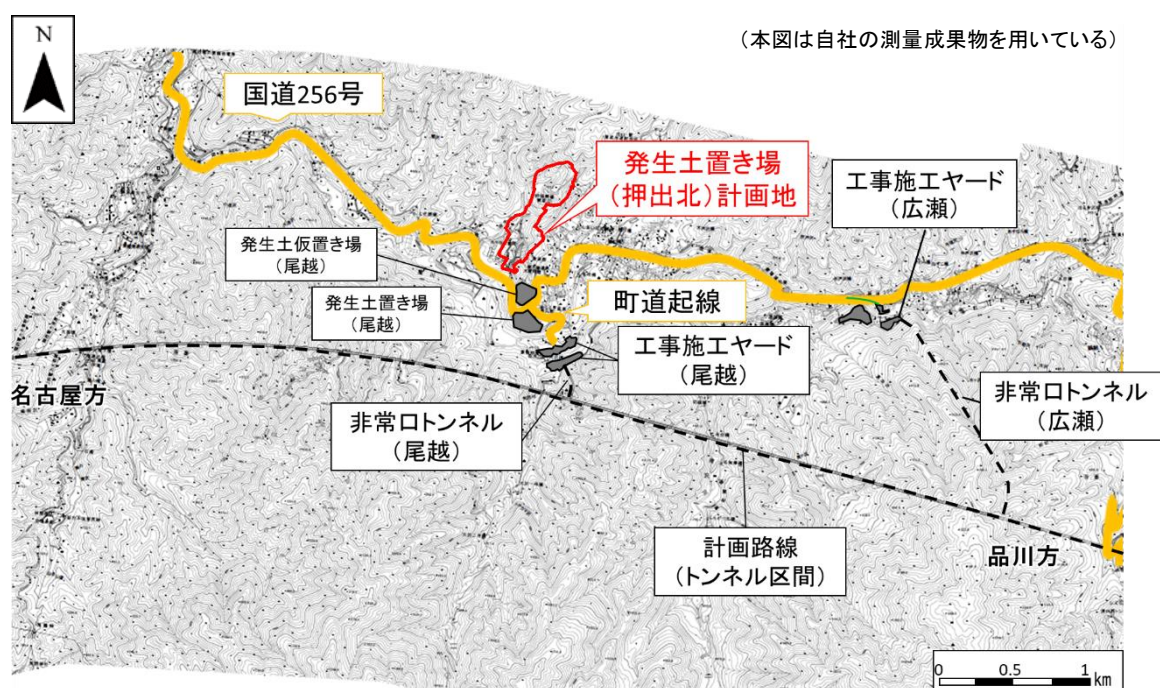 N
（本図は自社の測量成果物を用いている）
国道256号
発生土置き場
（押出北）計画地
工事施工ヤード
（広瀬）
発生土仮置き場
（尾越）
発生土置き場
（尾越）
町道起線
工事施工ヤード
（尾越）
名古屋方
非常口トンネル
（尾越）
非常口トンネル
（広瀬）
計画路線
（トンネル区間）
品川方
0 0.5 1 km